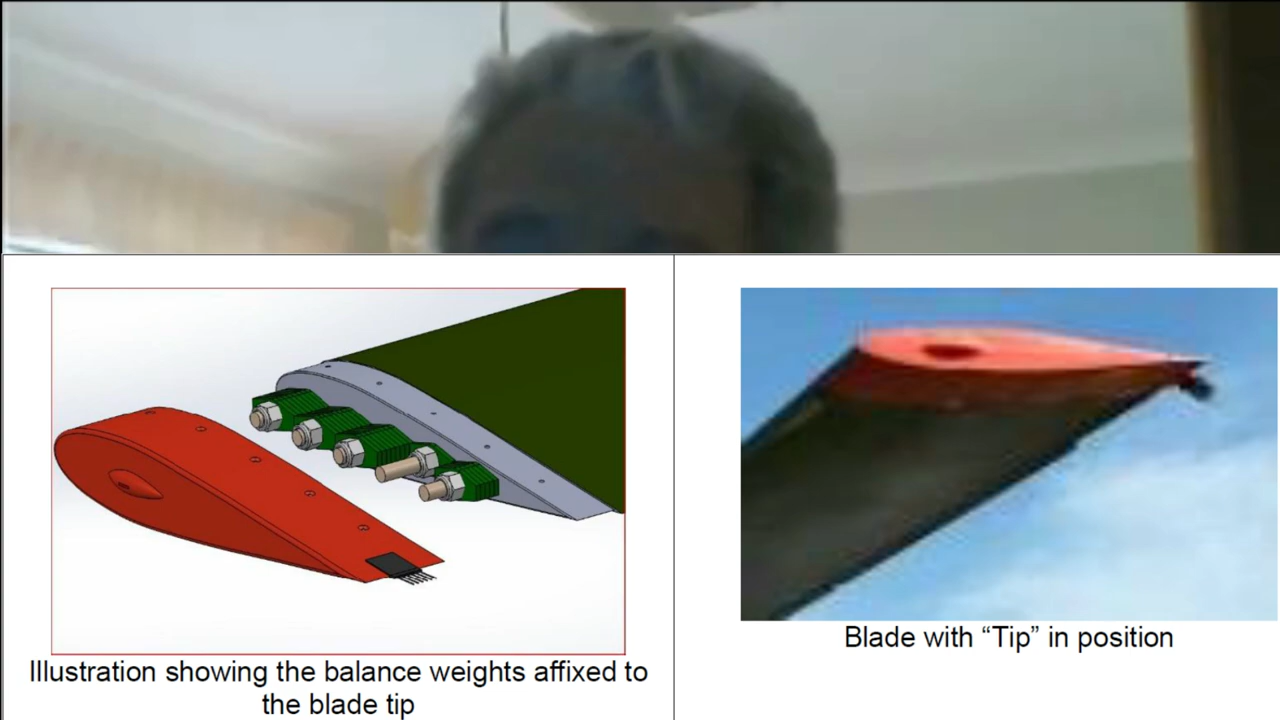 Illustration showing the balance weights affixed to
the blade tip
Blade with “Tip” in position